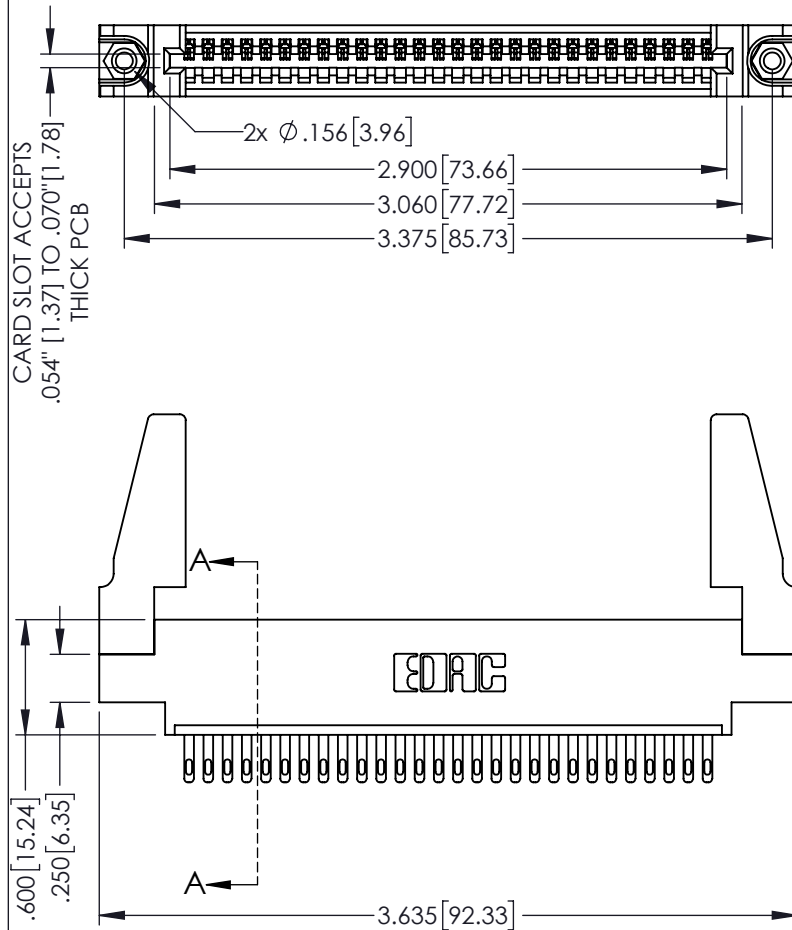 CARD SLOT ACCEPTS
.054" [1.37] TO .070"[1.78]
THICK PCB
2x ∅.156[3.96]
2.900[73.66]
3.060[77.72]
3.375[85.73]
A
EDAC
A
.600[15.24]
.250[6.35]
3.635[92.33]